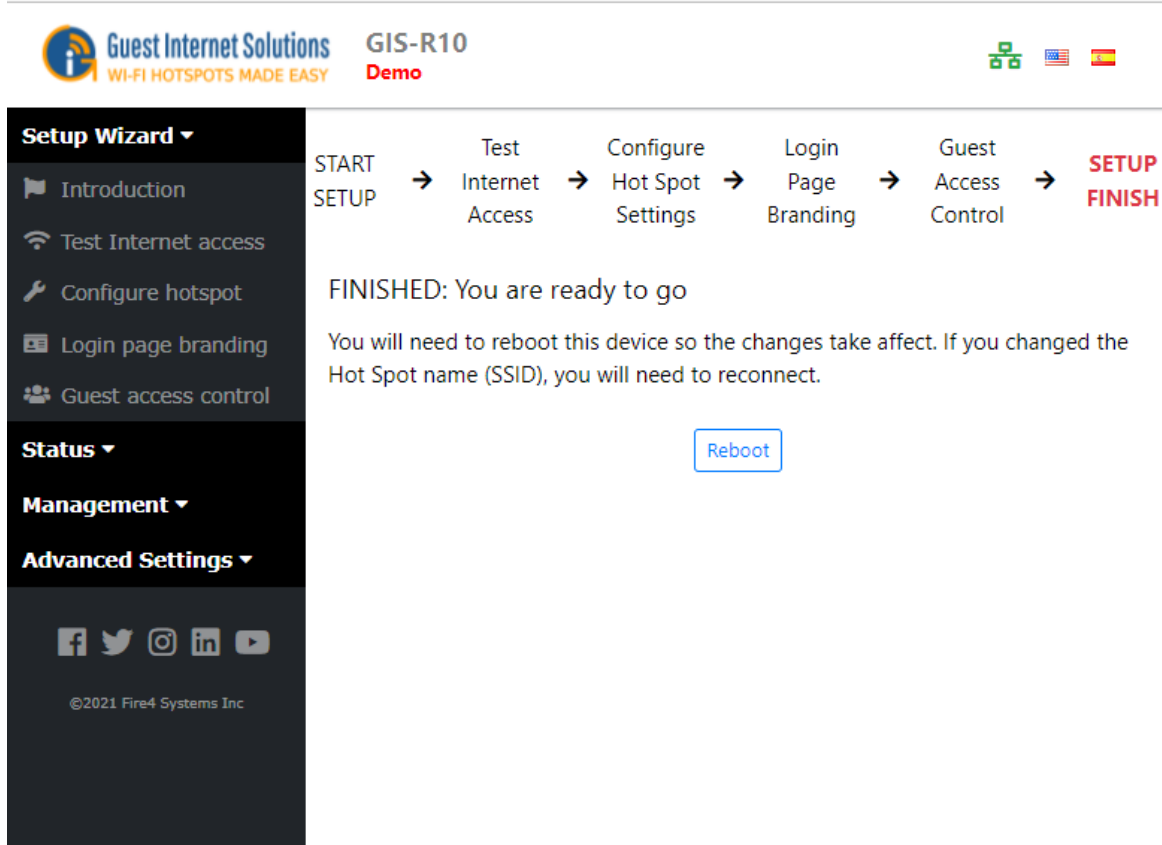 Guest Internet Solutions
WI-FI HOTSPOTS MADE EASY
GIS-R10
Demo
Setup Wizard
Introduction
Test Internet access
Configure hotspot
Login page branding
Guest access control
Status
Management
Advanced Settings
©2021 Fire4 Systems Inc
START
SETUP
Test
Internet
Access
Configure
Hot Spot
Settings
Login
Page
Branding
Guest
Access
Control
SETUP
FINISH
FINISHED: You are ready to go
You will need to reboot this device so the changes take affect. If you changed the
Hot Spot name (SSID), you will need to reconnect.
Reboot